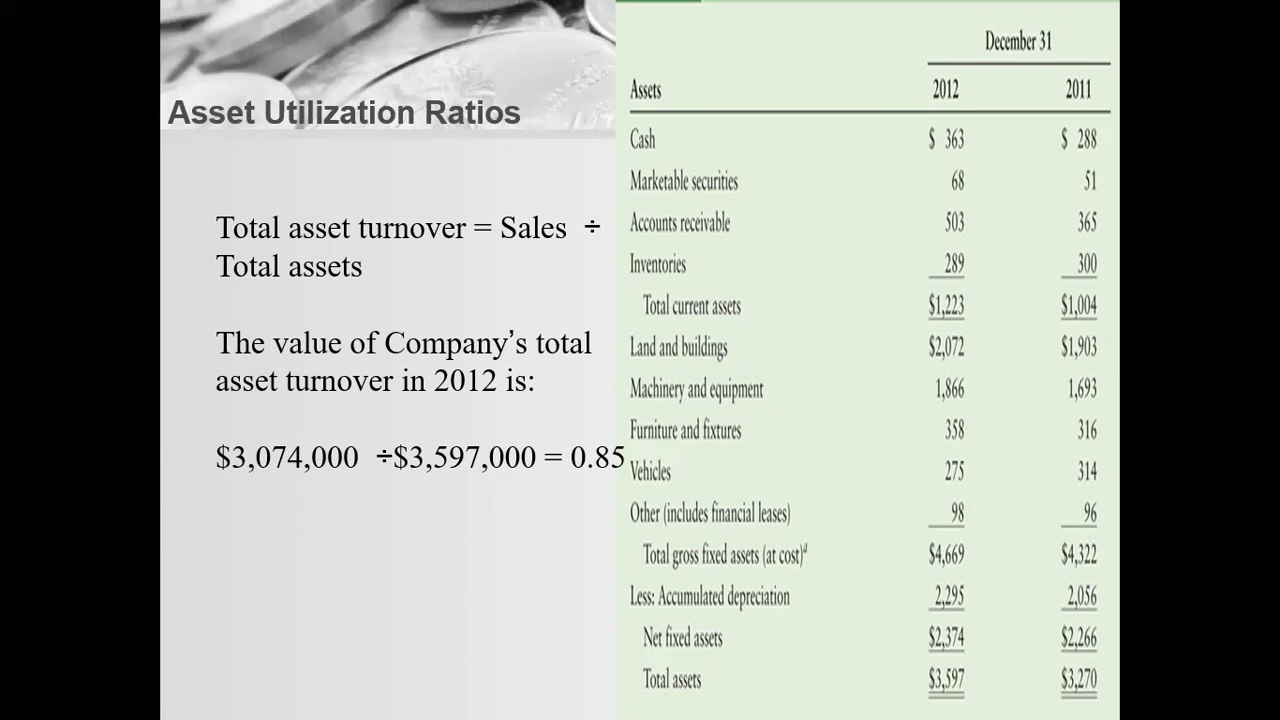 Asset Utilization Ratios
Total asset turnover = Sales ÷
Total assets
The value of Company’s total
asset turnover in 2012 is:
$3,074,000 ÷$3,597,000 = 0.85
December 31
Assets 2012 2011
Cash $ 363 $ 288
Marketable securities 68 51
Accounts receivable 503 365
Inventories 289 300
Total current assets $1,223 $1,004
Land and buildings $2,072 $1,903
Machinery and equipment 1,866 1,693
Furniture and fixtures 358 316
Vehicles 275 314
Other (includes financial leases) 98 96
Total gross fixed assets (at cost)ᵈ $4,669 $4,322
Less: Accumulated depreciation 2,295 2,056
Net fixed assets $2,374 $2,266
Total assets $3,597 $3,270